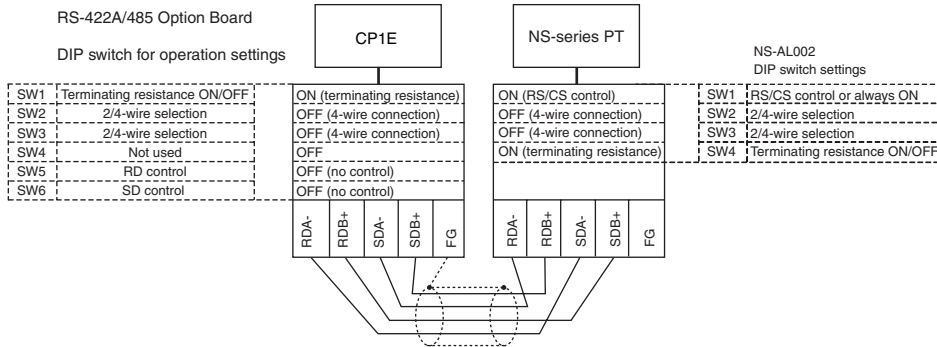 RS-422A/485 Option Board
DIP switch for operation settings
CP1E
NS-series PT
NS-AL002
DIP switch settings
SW1 Terminating resistance ON/OFF
SW2 2/4-wire selection
SW3 2/4-wire selection
SW4 Not used
SW5 RD control
SW6 SD control
ON (terminating resistance)
OFF (4-wire connection)
OFF (4-wire connection)
OFF
OFF (no control)
OFF (no control)
ON (RS/CS control)
OFF (4-wire connection)
OFF (4-wire connection)
ON (terminating resistance)
SW1 RS/CS control or always ON
SW2 2/4-wire selection
SW3 2/4-wire selection
SW4 Terminating resistance ON/OFF
RDA-
RDB+
SDA-
SDB+
FG
RDA-
RDB+
SDA-
SDB+
FG